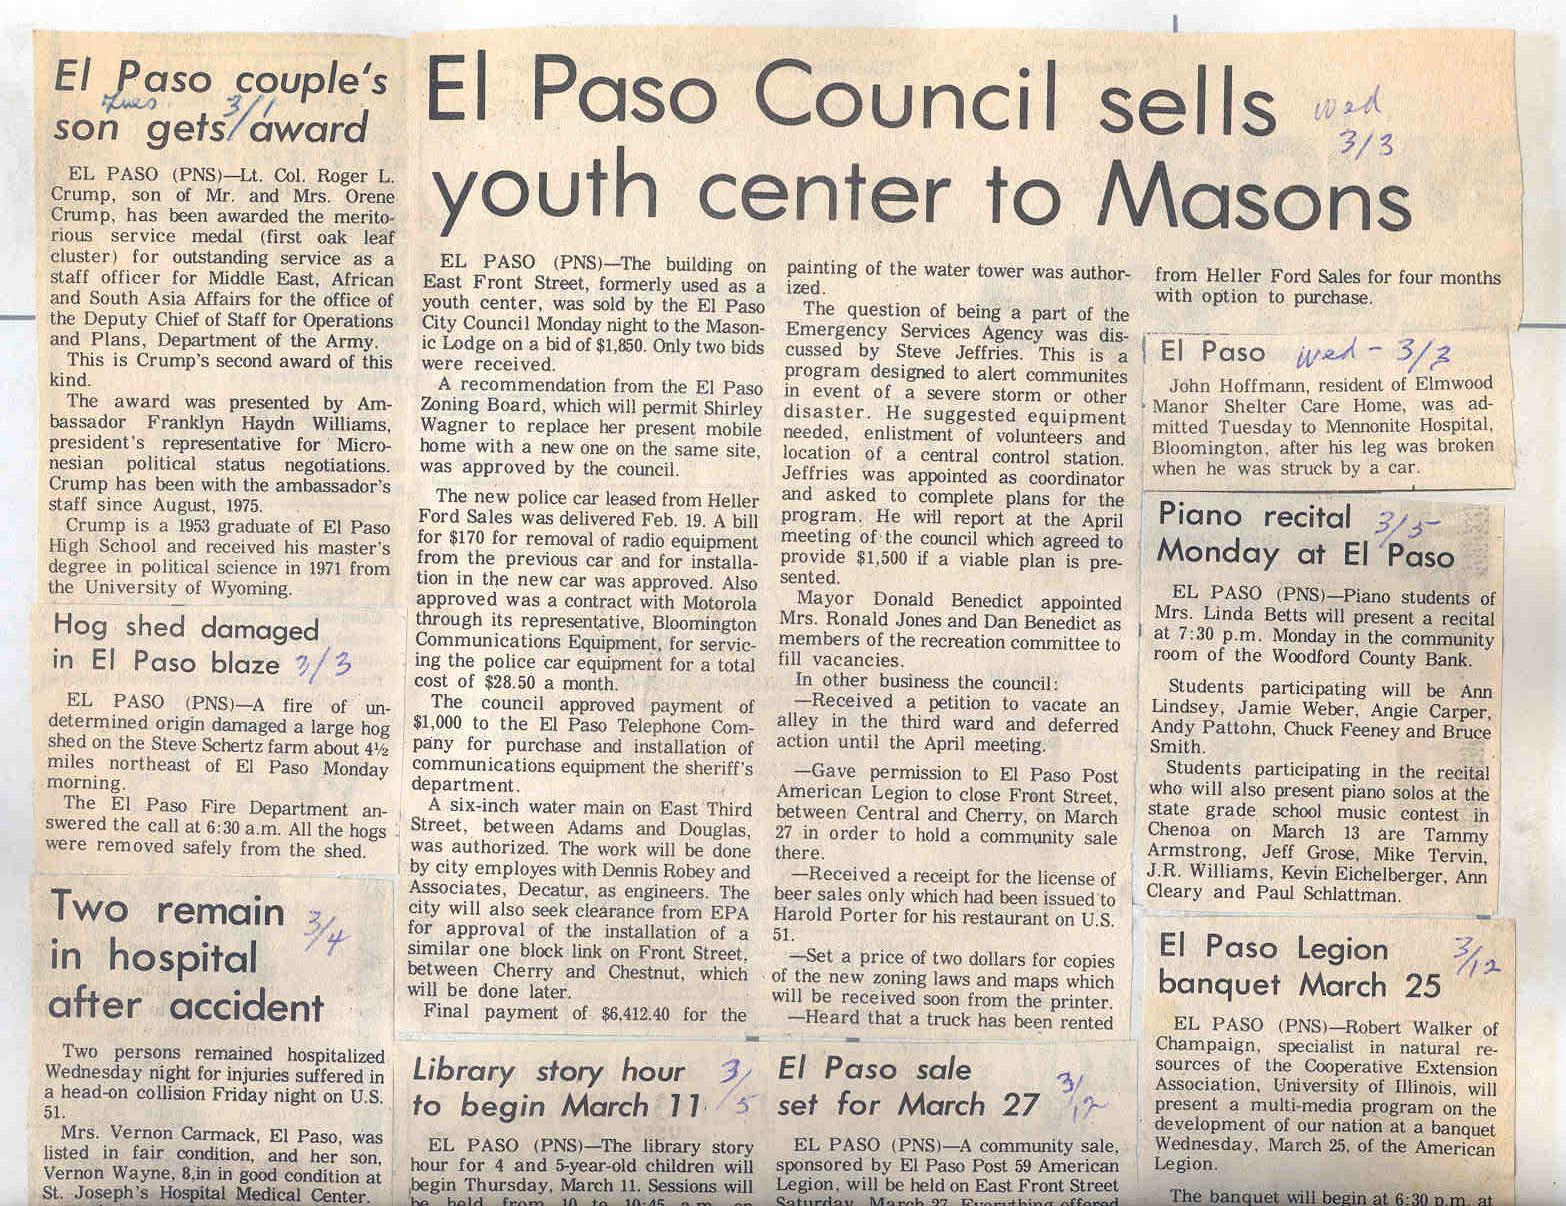 El Paso couple's
Tues. 3/1
son gets award
EL PASO (PNS)—Lt. Col. Roger L.
Crump, son of Mr. and Mrs. Orene
Crump, has been awarded the merito-
rious service medal (first oak leaf
cluster) for outstanding service as a
staff officer for Middle East, African
and South Asia Affairs for the office of
the Deputy Chief of Staff for Operations
and Plans, Department of the Army.
This is Crump's second award of this
kind.
The award was presented by Am-
bassador Franklyn Haydn Williams,
president's representative for Micro-
nesian political status negotiations.
Crump has been with the ambassador's
staff since August, 1975.
Crump is a 1953 graduate of El Paso
High School and received his master's
degree in political science in 1971 from
the University of Wyoming.
Hog shed damaged
in El Paso blaze 3/3
EL PASO (PNS)—A fire of un-
determined origin damaged a large hog
shed on the Steve Schertz farm about 4½
miles northeast of El Paso Monday
morning.
The El Paso Fire Department an-
swered the call at 6:30 a.m. All the hogs
were removed safely from the shed.
Two remain 3/4
in hospital
after accident
Two persons remained hospitalized
Wednesday night for injuries suffered in
a head-on collision Friday night on U.S.
51.
Mrs. Vernon Carmack, El Paso, was
listed in fair condition, and her son,
Vernon Wayne, 8,in in good condition at
St. Joseph's Hospital Medical Center.
El Paso Council sells wed
3/3
youth center to Masons
EL PASO (PNS)—The building on
East Front Street, formerly used as a
youth center, was sold by the El Paso
City Council Monday night to the Mason-
ic Lodge on a bid of $1,850. Only two bids
were received.
A recommendation from the El Paso
Zoning Board, which will permit Shirley
Wagner to replace her present mobile
home with a new one on the same site,
was approved by the council.
The new police car leased from Heller
Ford Sales was delivered Feb. 19. A bill
for $170 for removal of radio equipment
from the previous car and for installa-
tion in the new car was approved. Also
approved was a contract with Motorola
through its representative, Bloomington
Communications Equipment, for servic-
ing the police car equipment for a total
cost of $28.50 a month.
The council approved payment of
$1,000 to the El Paso Telephone Com-
pany for purchase and installation of
communications equipment the sheriff's
department.
A six-inch water main on East Third
Street, between Adams and Douglas,
was authorized. The work will be done
by city employes with Dennis Robey and
Associates, Decatur, as engineers. The
city will also seek clearance from EPA
for approval of the installation of a
similar one block link on Front Street,
between Cherry and Chestnut, which
will be done later.
Final payment of $6,412.40 for the
painting of the water tower was author-
ized.
The question of being a part of the
Emergency Services Agency was dis-
cussed by Steve Jeffries. This is a
program designed to alert communites
in event of a severe storm or other
disaster. He suggested equipment
needed, enlistment of volunteers and
location of a central control station.
Jeffries was appointed as coordinator
and asked to complete plans for the
program. He will report at the April
meeting of the council which agreed to
provide $1,500 if a viable plan is pre-
sented.
Mayor Donald Benedict appointed
Mrs. Ronald Jones and Dan Benedict as
members of the recreation committee to
fill vacancies.
In other business the council:
—Received a petition to vacate an
alley in the third ward and deferred
action until the April meeting.
—Gave permission to El Paso Post
American Legion to close Front Street,
between Central and Cherry, on March
27 in order to hold a community sale
there.
—Received a receipt for the license of
beer sales only which had been issued to
Harold Porter for his restaurant on U.S.
51.
—Set a price of two dollars for copies
of the new zoning laws and maps which
will be received soon from the printer.
—Heard that a truck has been rented
from Heller Ford Sales for four months
with option to purchase.
Library story hour 3/5
to begin March 11
EL PASO (PNS)—The library story
hour for 4 and 5-year-old children will
begin Thursday, March 11. Sessions will
be held from 10 to 10:45 a.m. on
El Paso sale 3/12
set for March 27
EL PASO (PNS)—A community sale,
sponsored by El Paso Post 59 American
Legion, will be held on East Front Street
Saturday, March 27. Everything offered
El Paso wed - 3/3
John Hoffmann, resident of Elmwood
Manor Shelter Care Home, was ad-
mitted Tuesday to Mennonite Hospital,
Bloomington, after his leg was broken
when he was struck by a car.
Piano recital 3/5
Monday at El Paso
EL PASO (PNS)—Piano students of
Mrs. Linda Betts will present a recital
at 7:30 p.m. Monday in the community
room of the Woodford County Bank.
Students participating will be Ann
Lindsey, Jamie Weber, Angie Carper,
Andy Pattohn, Chuck Feeney and Bruce
Smith.
Students participating in the recital
who will also present piano solos at the
state grade school music contest in
Chenoa on March 13 are Tammy
Armstrong, Jeff Grose, Mike Tervin,
J.R. Williams, Kevin Eichelberger, Ann
Cleary and Paul Schlattman.
El Paso Legion 3/12
banquet March 25
EL PASO (PNS)—Robert Walker of
Champaign, specialist in natural re-
sources of the Cooperative Extension
Association, University of Illinois, will
present a multi-media program on the
development of our nation at a banquet
Wednesday, March 25, of the American
Legion.
The banquet will begin at 6:30 p.m. at